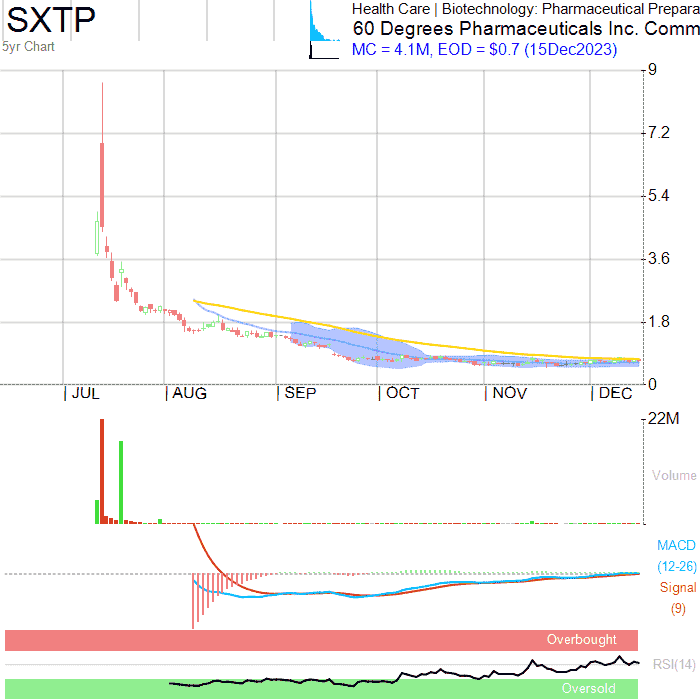 SXTP
5yr Chart
Health Care | Biotechnology: Pharmaceutical Prepara
60 Degrees Pharmaceuticals Inc. Comm
MC = 4.1M, EOD = $0.7 (15Dec2023)
9
7.2
5.4
3.6
1.8
0
| JUL | AUG | SEP | OCT | NOV | DEC
22M
Volume
MACD
(12-26)
Signal
(9)
Overbought
RSI(14)
Oversold